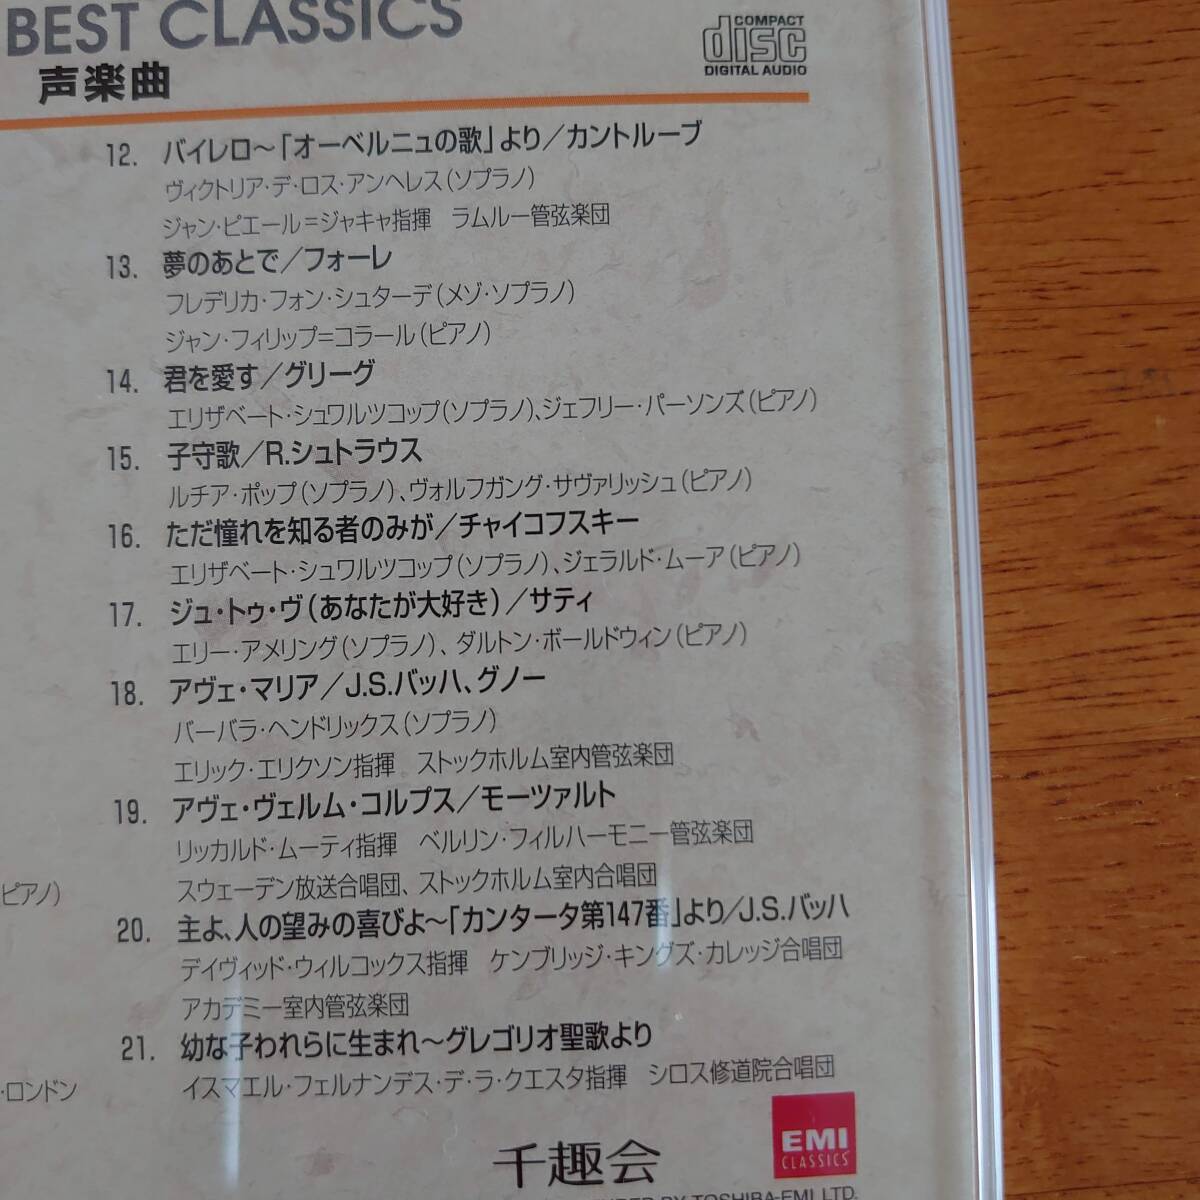 BEST CLASSICS
声楽曲
COMPACT
disc
DIGITAL AUDIO
12. バイレロ～「オーベルニュの歌」より／カントルーブ
ヴィクトリア・デ・ロス・アンヘレス(ソプラノ)
ジャン・ピエール＝ジャキャ指揮　ラムルー管弦楽団
13. 夢のあとで／フォーレ
フレデリカ・フォン・シュターデ(メゾ・ソプラノ)
ジャン・フィリップ＝コラール(ピアノ)
14. 君を愛す／グリーグ
エリザベート・シュワルツコップ(ソプラノ)、ジェフリー・パーソンズ(ピアノ)
15. 子守歌／R.シュトラウス
ルチア・ポップ(ソプラノ)、ヴォルフガング・サヴァリッシュ(ピアノ)
16. ただ憧れを知る者のみが／チャイコフスキー
エリザベート・シュワルツコップ(ソプラノ)、ジェラルド・ムーア(ピアノ)
17. ジュ・トゥ・ヴ(あなたが大好き)／サティ
エリー・アメリング(ソプラノ)、ダルトン・ボールドウィン(ピアノ)
18. アヴェ・マリア／J.S.バッハ、グノー
バーバラ・ヘンドリックス(ソプラノ)
エリック・エリクソン指揮　ストックホルム室内管弦楽団
19. アヴェ・ヴェルム・コルプス／モーツァルト
リッカルド・ムーティ指揮　ベルリン・フィルハーモニー管弦楽団
スウェーデン放送合唱団、ストックホルム室内合唱団
ピアノ)
20. 主よ、人の望みの喜びよ～「カンタータ第147番」より／J.S.バッハ
デイヴィッド・ウィルコックス指揮　ケンブリッジ・キングズ・カレッジ合唱団
アカデミー室内管弦楽団
21. 幼な子われらに生まれ～グレゴリオ聖歌より
イスマエル・フェルナンデス・デ・ラ・クエスタ指揮　シロス修道院合唱団
・ロンドン
千趣会
EMI
CLASSICS
BY TOSHIBA-EMI LTD.